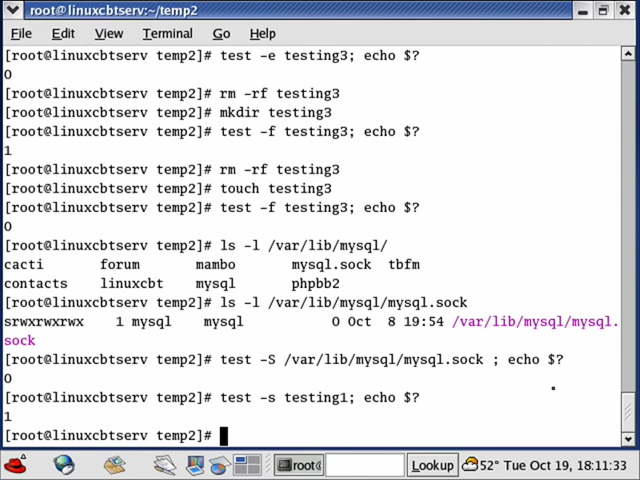 root@linuxcbtserv:~/temp2
File Edit View Terminal Go Help
[root@linuxcbtserv temp2]# test -e testing3; echo $?
0
[root@linuxcbtserv temp2]# rm -rf testing3
[root@linuxcbtserv temp2]# mkdir testing3
[root@linuxcbtserv temp2]# test -f testing3; echo $?
1
[root@linuxcbtserv temp2]# rm -rf testing3
[root@linuxcbtserv temp2]# touch testing3
[root@linuxcbtserv temp2]# test -f testing3; echo $?
0
[root@linuxcbtserv temp2]# ls -l /var/lib/mysql/
cacti forum mambo mysql.sock tbfm
contacts linuxcbt mysql phpbb2
[root@linuxcbtserv temp2]# ls -l /var/lib/mysql/mysql.sock
srwxrwxrwx 1 mysql mysql 0 Oct 8 19:54 /var/lib/mysql/mysql.
sock
[root@linuxcbtserv temp2]# test -S /var/lib/mysql/mysql.sock ; echo $?
0
[root@linuxcbtserv temp2]# test -s testing1; echo $?
1
[root@linuxcbtserv temp2]#
root@ Lookup 52° Tue Oct 19, 18:11:33